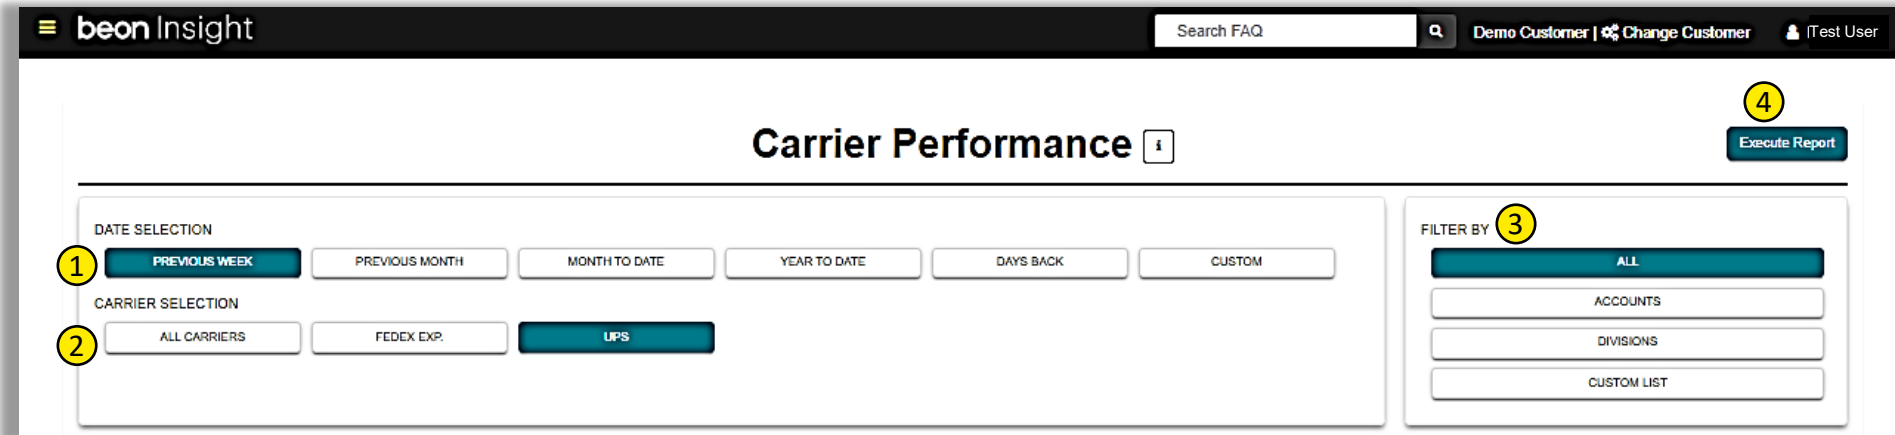 beon Insight
Search FAQ
Demo Customer | Change Customer
Test User
4
Carrier Performance i
Execute Report
DATE SELECTION
1
PREVIOUS WEEK
PREVIOUS MONTH
MONTH TO DATE
YEAR TO DATE
DAYS BACK
CUSTOM
CARRIER SELECTION
2
ALL CARRIERS
FEDEX EXP.
UPS
FILTER BY
3
ALL
ACCOUNTS
DIVISIONS
CUSTOM LIST